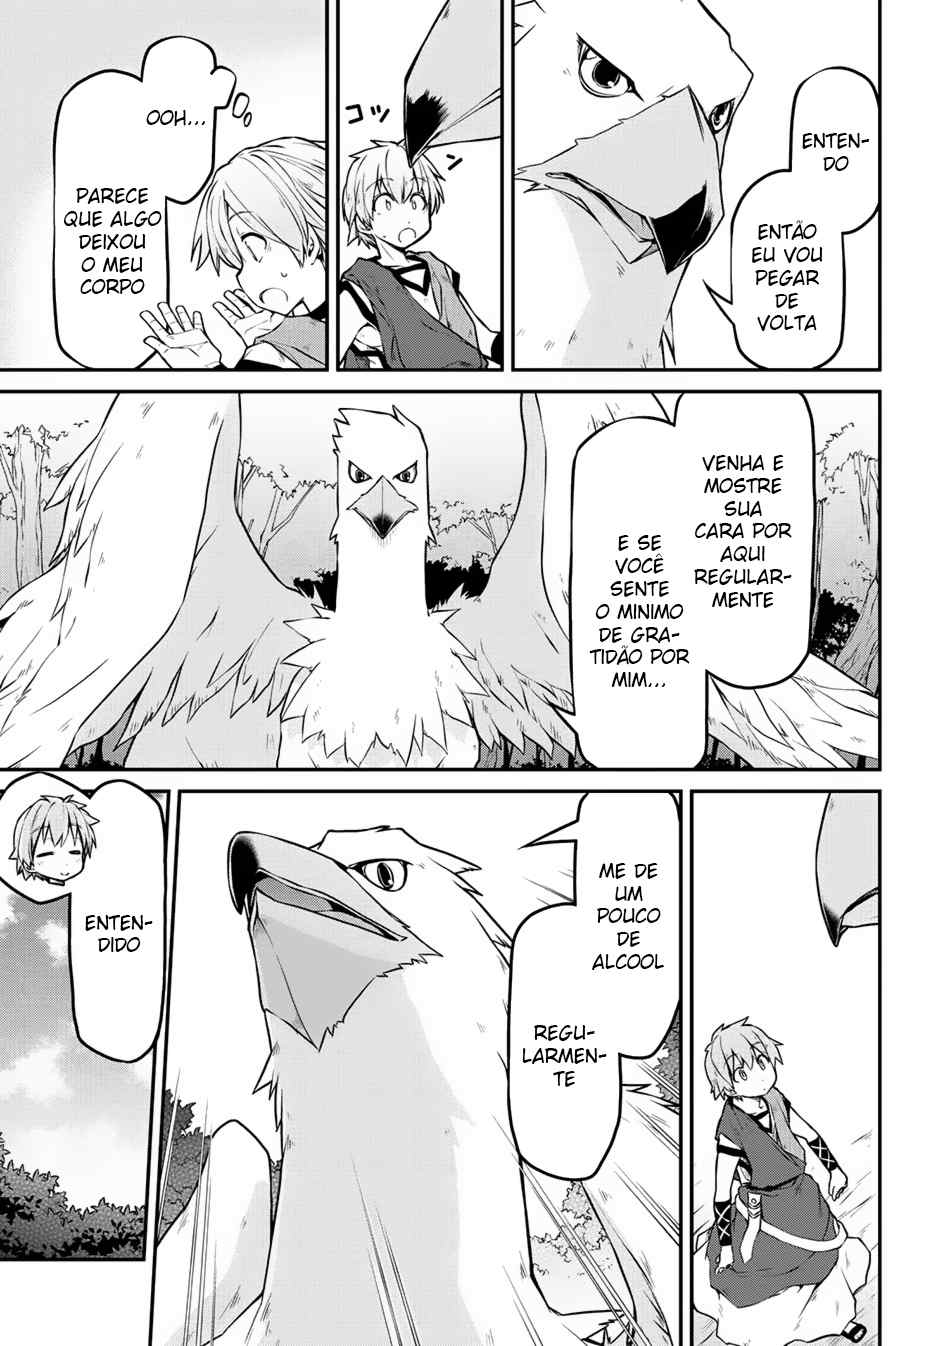 ENTEN-
DO
ENTÃO
EU VOU
PEGAR
DE
VOLTA
コッ
ン
OOH...
PARECE
QUE ALGO
DEIXOU
O MEU
CORPO
VENHA E
MOSTRE
SUA
CARA POR
AQUI
REGULAR-
MENTE
E SE
VOCÊ
SENTE
O MINIMO
DE GRA-
TIDÃO POR
MIM...
ME DE
UM
POUCO
DE
ALCOOL
REGU-
LARMEN-
TE
ENTEN-
DIDO